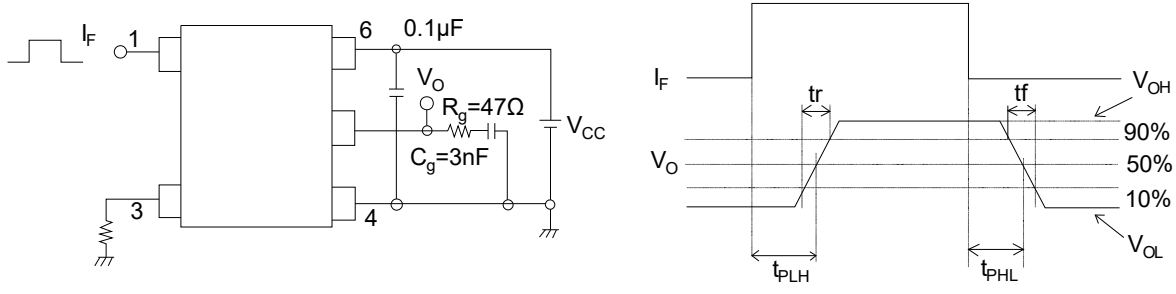 I_F
1
6
0.1µF
V_O
R_g=47Ω
C_g=3nF
V_CC
3
4
I_F
V_O
tr
tf
V_OH
90%
50%
10%
V_OL
t_PLH
t_PHL